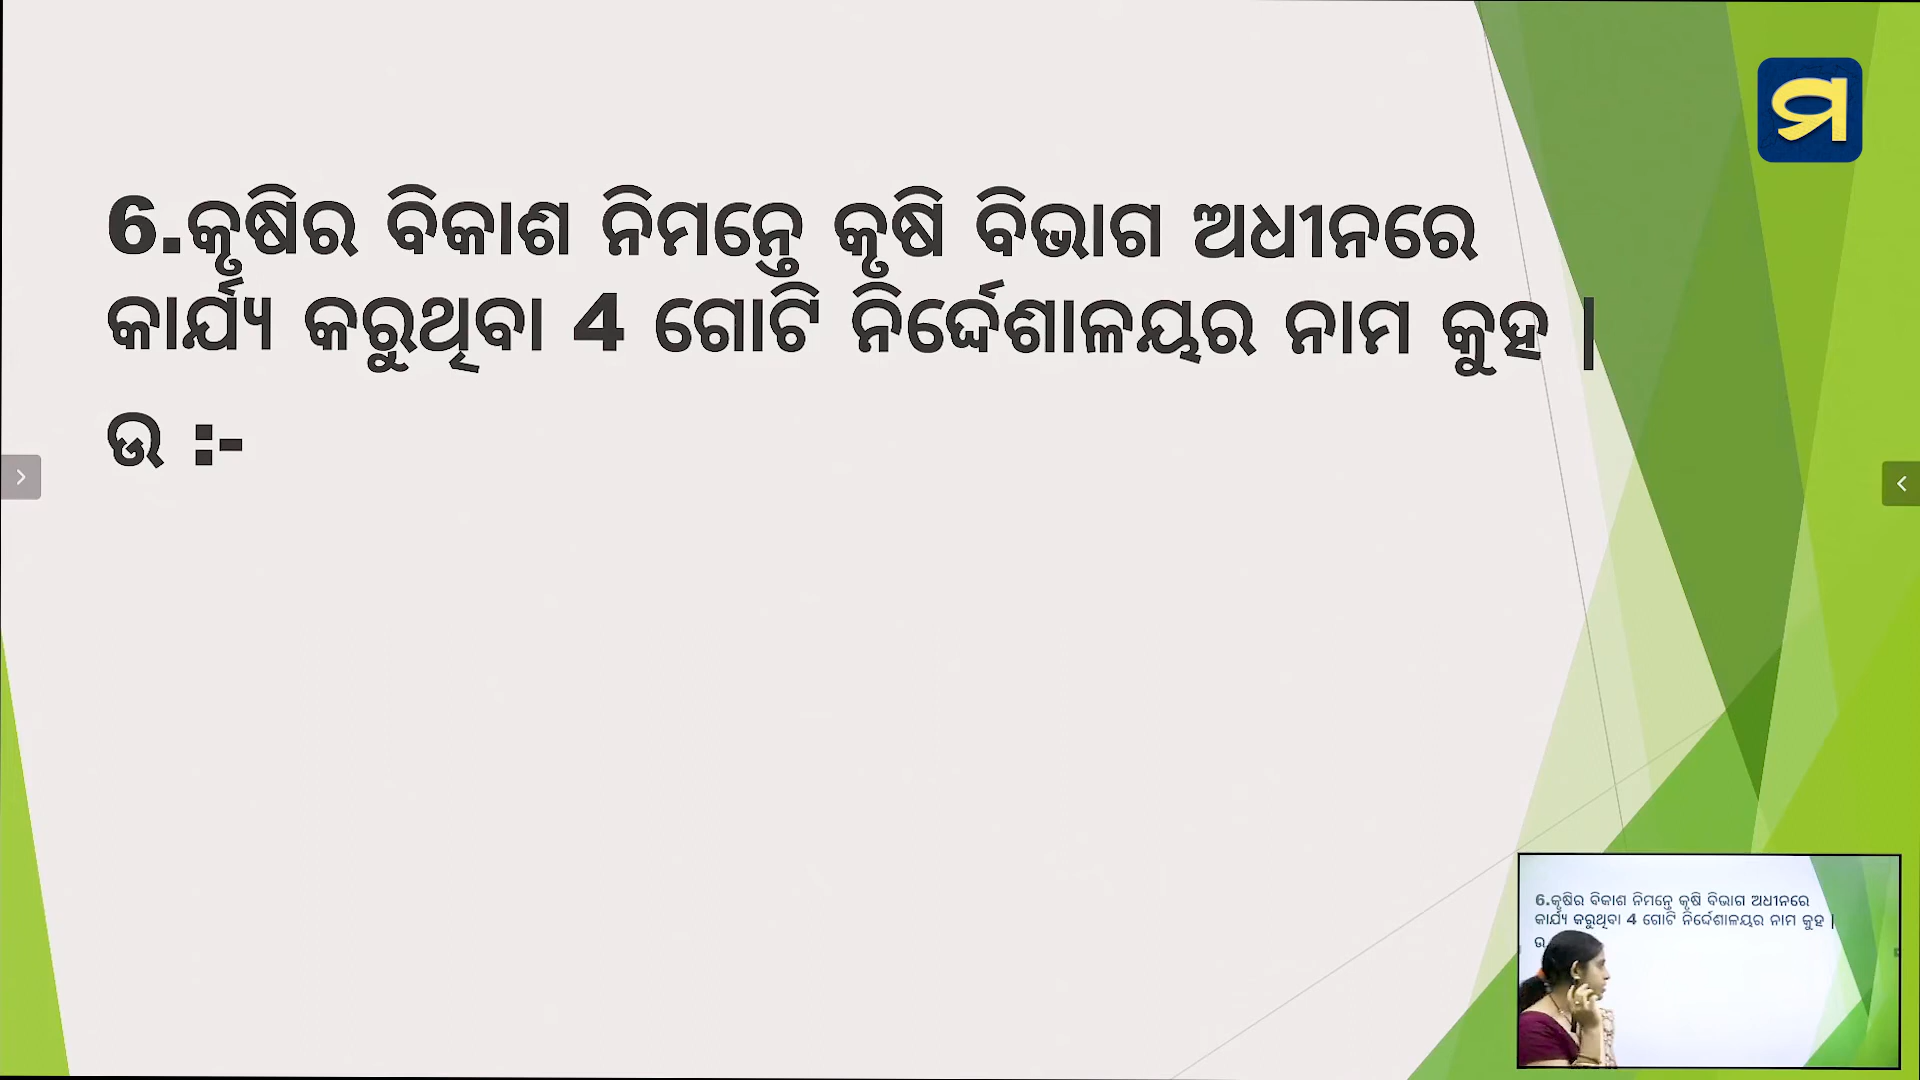 ମ
6.କୃଷିର ବିକାଶ ନିମନ୍ତେ କୃଷି ବିଭାଗ ଅଧୀନରେ
କାର୍ଯ୍ୟ କରୁଥିବା 4 ଗୋଟି ନିର୍ଦ୍ଦେଶାଳୟର ନାମ କୁହ |
ଉ :-
6.କୃଷିର ବିକାଶ ନିମନ୍ତେ କୃଷି ବିଭାଗ ଅଧୀନରେ
କାର୍ଯ୍ୟ କରୁଥିବା 4 ଗୋଟି ନିର୍ଦ୍ଦେଶାଳୟର ନାମ କୁହ |
ଉ